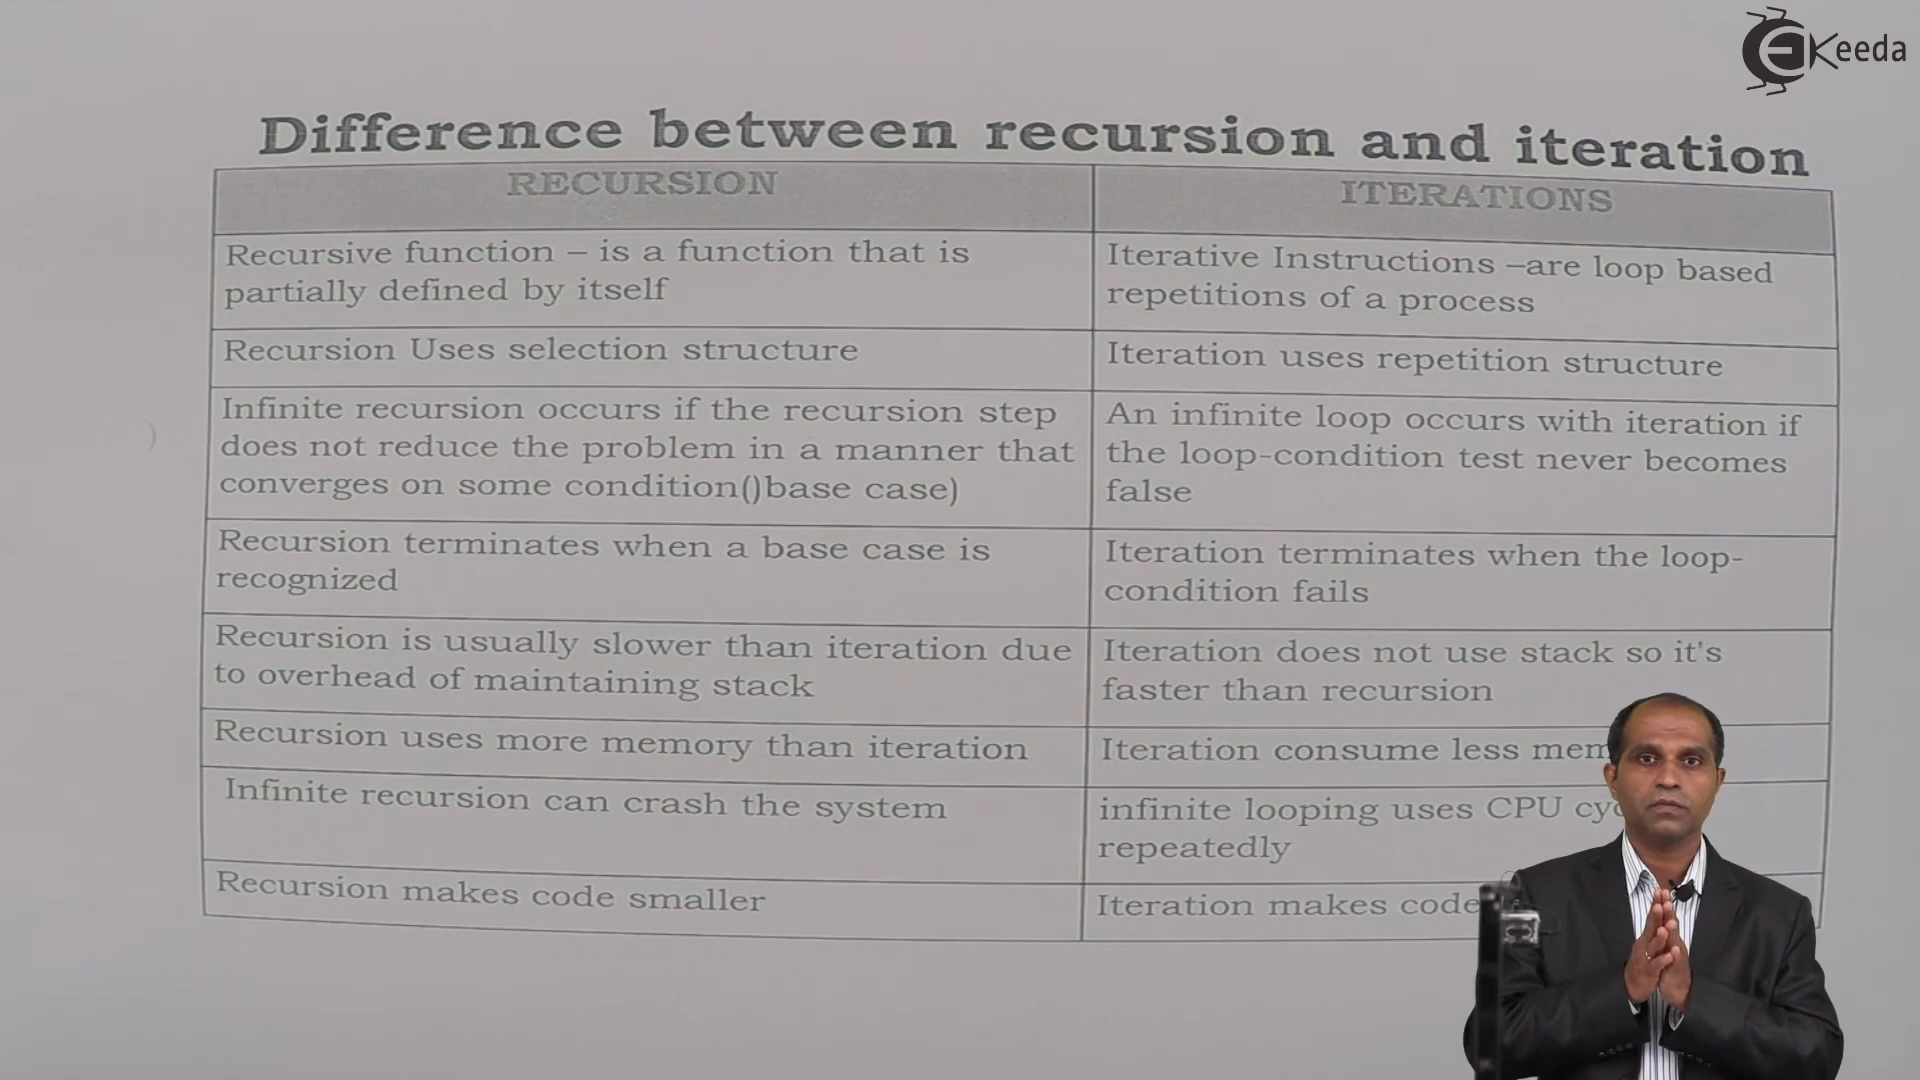 Keeda
Difference between recursion and iteration
RECURSION
ITERATIONS
Recursive function – is a function that is
partially defined by itself
Iterative Instructions –are loop based
repetitions of a process
Recursion Uses selection structure
Iteration uses repetition structure
Infinite recursion occurs if the recursion step
does not reduce the problem in a manner that
converges on some condition()base case)
An infinite loop occurs with iteration if
the loop-condition test never becomes
false
Recursion terminates when a base case is
recognized
Iteration terminates when the loop-
condition fails
Recursion is usually slower than iteration due
to overhead of maintaining stack
Iteration does not use stack so it's
faster than recursion
Recursion uses more memory than iteration
Iteration consume less
Infinite recursion can crash the system
infinite looping uses CPU
repeatedly
Recursion makes code smaller
Iteration makes code